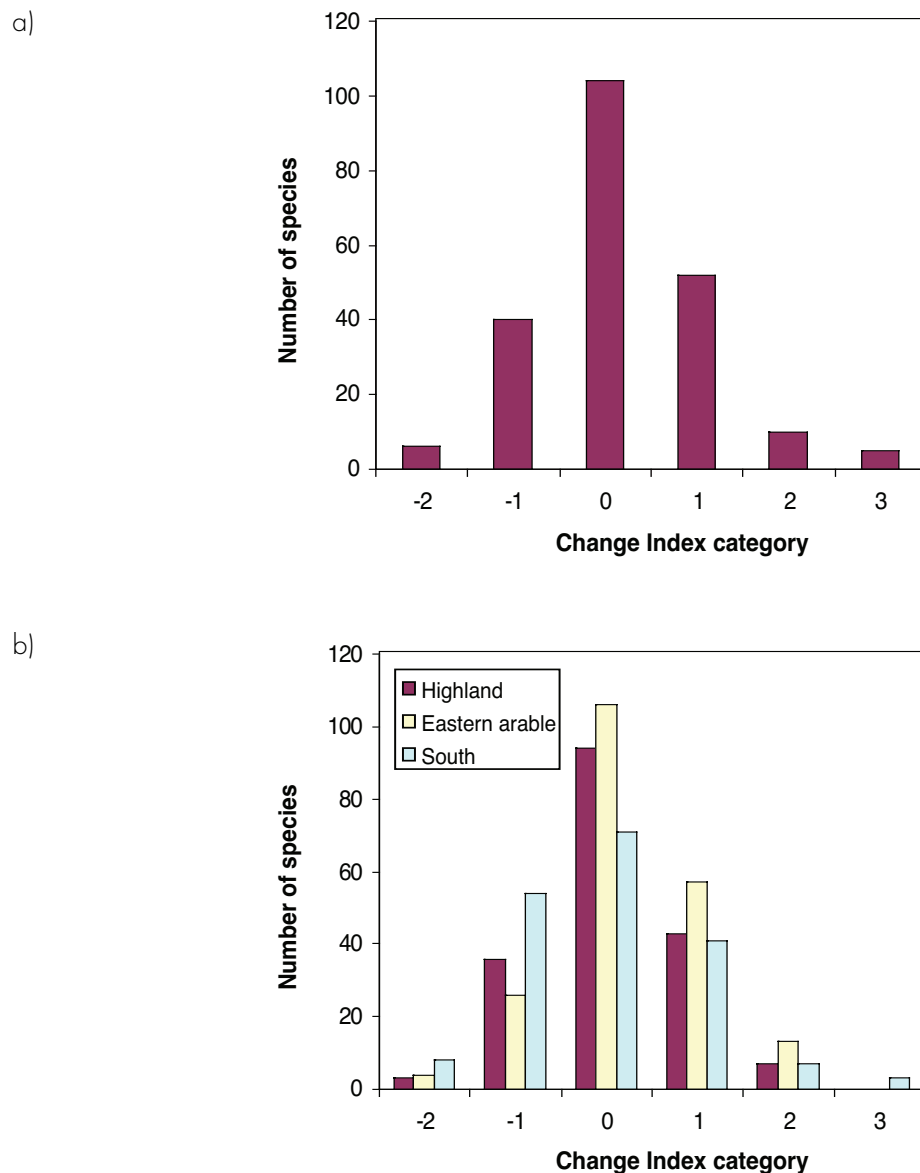 a)
120
100
80
60
40
20
0
Number of species
-2 -1 0 1 2 3
Change Index category
b)
120
100
80
60
40
20
0
Number of species
Highland
Eastern arable
South
-2 -1 0 1 2 3
Change Index category